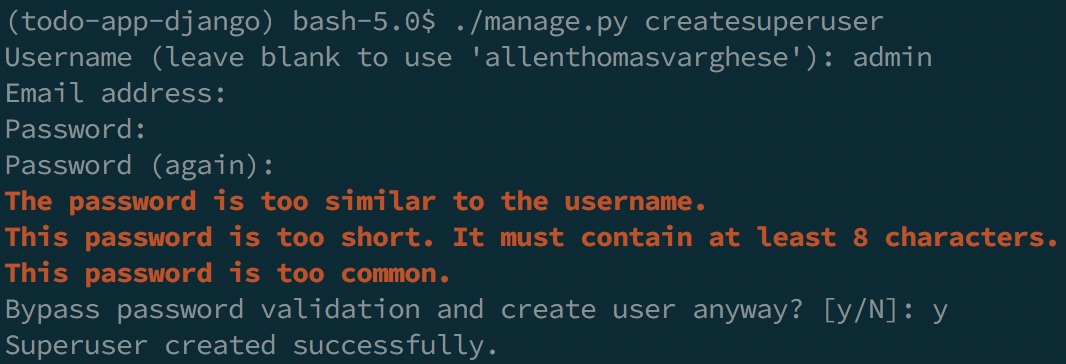 (todo-app-django) bash-5.0$ ./manage.py createsuperuser
Username (leave blank to use 'allenthomasvarghese'): admin
Email address:
Password:
Password (again):
The password is too similar to the username.
This password is too short. It must contain at least 8 characters.
This password is too common.
Bypass password validation and create user anyway? [y/N]: y
Superuser created successfully.